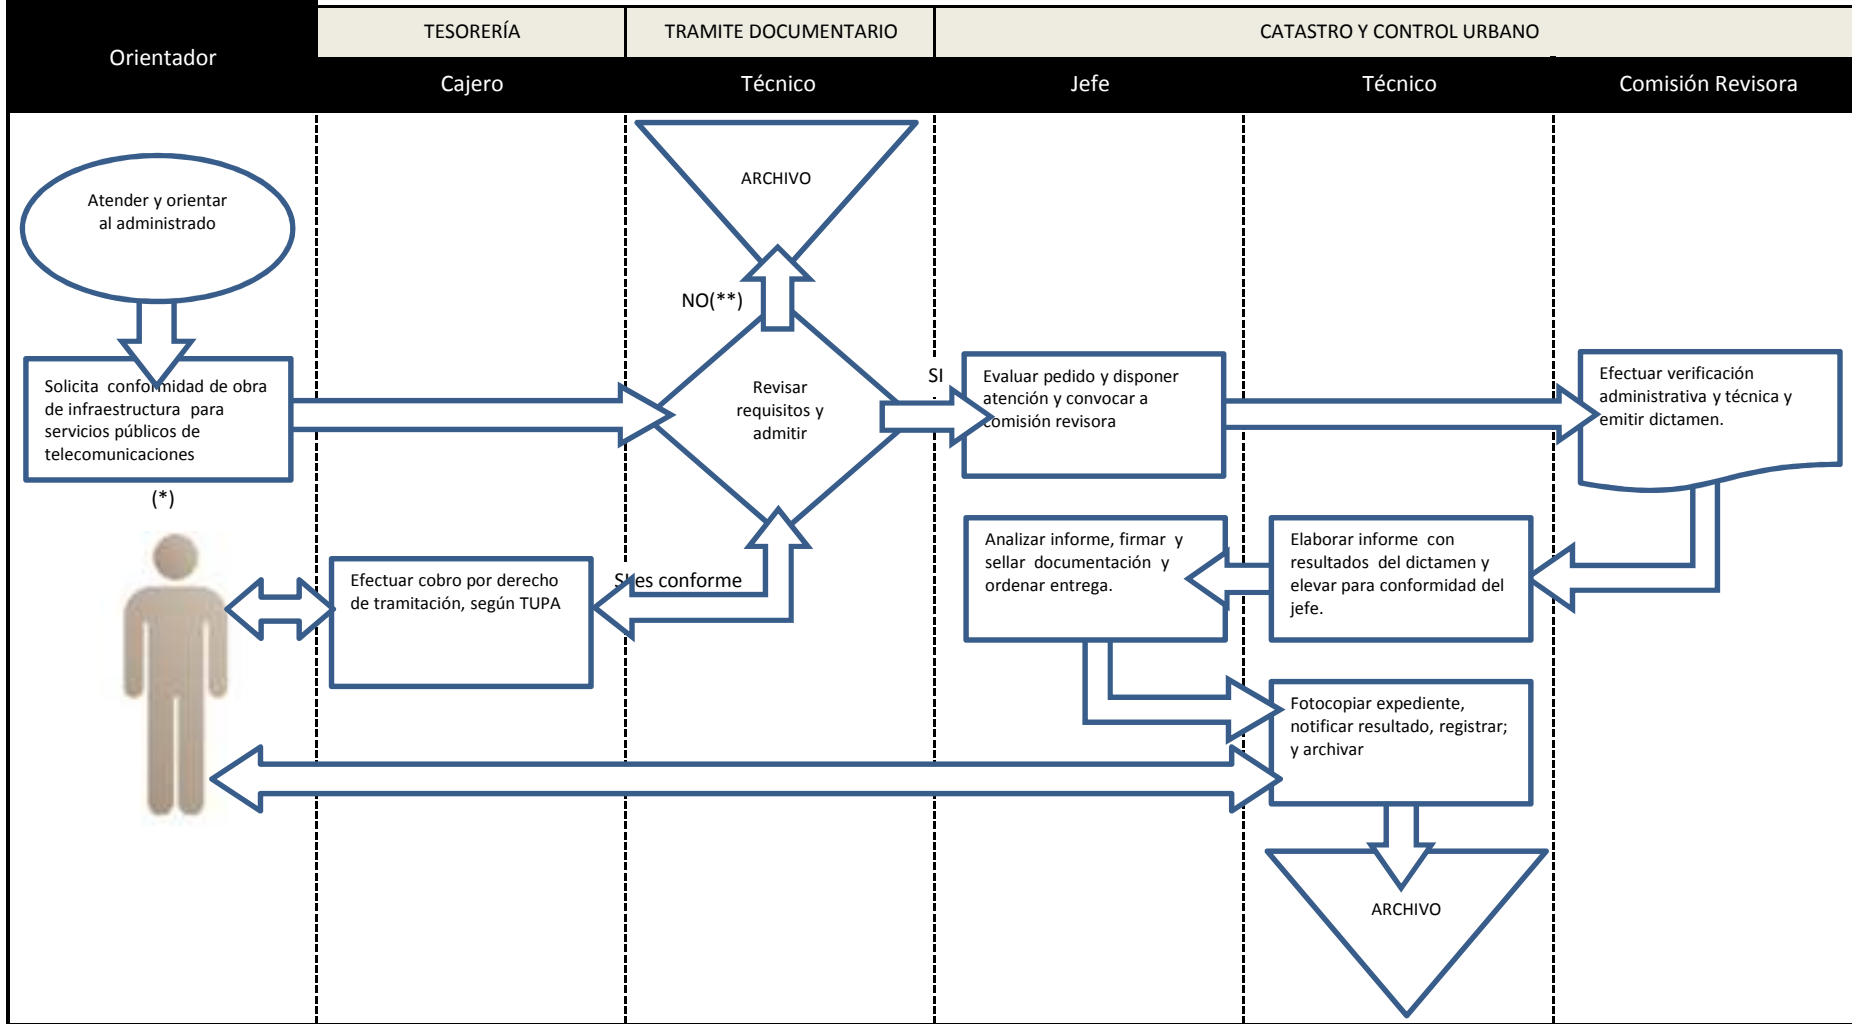 Orientador
TESORERÍA
TRAMITE DOCUMENTARIO
CATASTRO Y CONTROL URBANO
Cajero
Técnico
Jefe
Técnico
Comisión Revisora
Atender y orientar
al administrado
ARCHIVO
NO(**)
Solicita conformidad de obra
de infraestructura para
servicios públicos de
telecomunicaciones
(*)
Revisar
requisitos y
admitir
SI
Evaluar pedido y disponer
atención y convocar a
comisión revisora
Efectuar verificación
administrativa y técnica y
emitir dictamen.
Efectuar cobro por derecho
de tramitación, según TUPA
SI es conforme
Analizar informe, firmar y
sellar documentación y
ordenar entrega.
Elaborar informe con
resultados del dictamen y
elevar para conformidad del
jefe.
Fotocopiar expediente,
notificar resultado, registrar;
y archivar
ARCHIVO